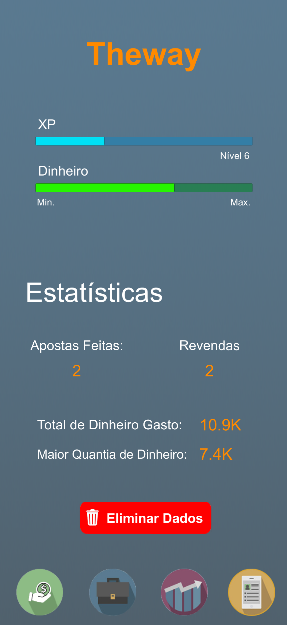 Theway
XP
Nível 6
Dinheiro
Min. Max.
Estatísticas
Apostas Feitas: Revendas
2 2
Total de Dinheiro Gasto: 10.9K
Maior Quantia de Dinheiro: 7.4K
Eliminar Dados